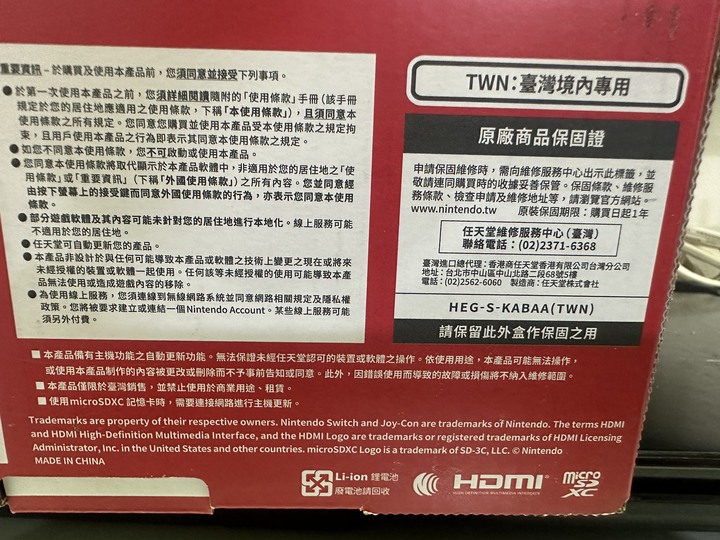 重要資訊－於購買及使用本產品前，您須同意並接受下列事項。
●於第一次使用本產品之前，您須詳細閱讀隨附的「使用條款」手冊（該手冊
規定於您的居住地應適用之使用條款，下稱「本使用條款」），且須同意本
使用條款之所有規定。您同意您購買並使用本產品受本使用條款之規定拘
束，且用戶使用本產品之行為即表示其同意本使用條款之規定。
●如您不同意本使用條款，您不可啟動或使用本產品。
●您同意本使用條款將取代顯示於本產品軟體中，非適用於您的居住地之「使
用條款」或「重要資訊」（下稱「外國使用條款」）之所有內容。您並同意經
由按下螢幕上的接受鍵而同意外國使用條款的行為，亦表示您同意本使用
條款。
●部分遊戲軟體及其內容可能未針對您的居住地進行本地化。線上服務可能
不適用於您的居住地。
●任天堂可自動更新您的產品。
●本產品非設計於與任何可能導致本產品或軟體之技術上變更之現在或將來
未經授權的裝置或軟體一起使用。任何該等未經授權的使用可能導致本產
品無法使用或造成遊戲內容的移除。
●為使用線上服務，您須連線到無線網路系統並同意網路相關規定及隱私權
政策。您將被要求建立或連結一個Nintendo Account。某些線上服務可能
須另外付費。
TWN：臺灣境內專用
原廠商品保固證
申請保固維修時，需向維修服務中心出示此標籤，並
敬請連同購買時的收據妥善保管。保固條款、維修服
務條款、檢查申請及維修地址等，請瀏覽官方網站。
www.nintendo.tw 原裝保固期限：購買日起1年
任天堂維修服務中心（臺灣）
聯絡電話：(02)2371-6368
臺灣進口總代理：香港商任天堂香港有限公司台灣分公司
地址：台北市中山區中山北路二段68號5樓
電話：(02)2562-6060 製造商：任天堂株式會社
HEG-S-KABAA(TWN)
請保留此外盒作保固之用
■本產品備有主機功能之自動更新功能。無法保證未經任天堂認可的裝置或軟體之操作。依使用用途，本產品可能無法操作，
或使用本產品制作的內容被更改或刪除而不予事前告知或同意。此外，因錯誤使用而導致的故障或損傷將不納入維修範圍。
■本產品僅限於臺灣銷售，並禁止使用於商業用途、租賃。
■使用microSDXC 記憶卡時，需要連接網路進行主機更新。
Trademarks are property of their respective owners. Nintendo Switch and Joy-Con are trademarks of Nintendo. The terms HDMI
and HDMI High-Definition Multimedia Interface, and the HDMI Logo are trademarks or registered trademarks of HDMI Licensing
Administrator, Inc. in the United States and other countries. microSDXC Logo is a trademark of SD-3C, LLC. © Nintendo
MADE IN CHINA
Li-ion 鋰電池
廢電池請回收
HDMI
HIGH-DEFINITION MULTIMEDIA INTERFACE
micro
SD
XC